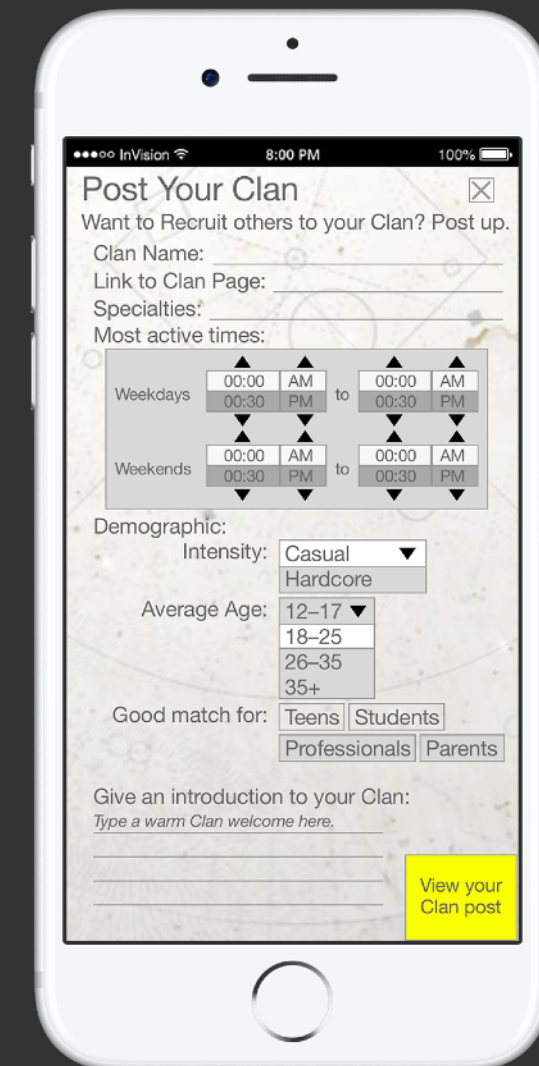 InVision 8:00 PM 100%
Post Your Clan
Want to Recruit others to your Clan? Post up.
Clan Name:
Link to Clan Page:
Specialties:
Most active times:
Weekdays 00:00 AM to 00:00 AM
00:30 PM 00:30 PM
Weekends 00:00 AM to 00:00 AM
00:30 PM 00:30 PM
Demographic:
Intensity: Casual
Hardcore
Average Age: 12–17
18–25
26–35
35+
Good match for: Teens Students
Professionals Parents
Give an introduction to your Clan:
Type a warm Clan welcome here.
View your
Clan post